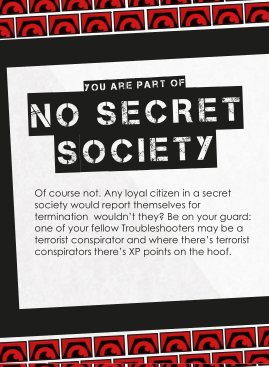 YOU ARE PART OF
NO SECRET
SOCIETY
Of course not. Any loyal citizen in a secret
society would report themselves for
termination  wouldn't they? Be on your guard:
one of your fellow Troubleshooters may be a
terrorist conspirator and where there's terrorist
conspirators there's XP points on the hoof.